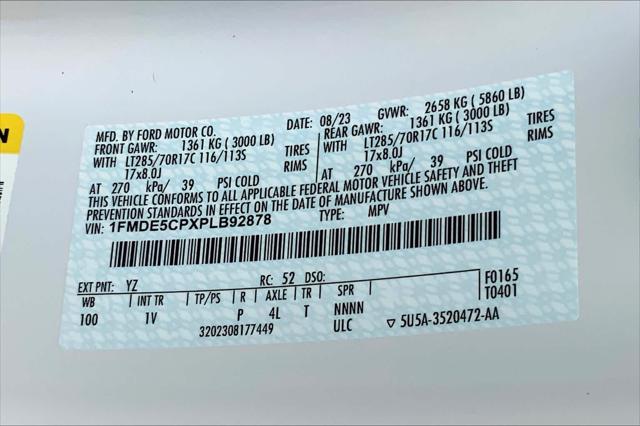 N
MFD. BY FORD MOTOR CO. DATE: 08/23 GVWR: 2658 KG ( 5860 LB)
FRONT GAWR: 1361 KG ( 3000 LB) REAR GAWR: 1361 KG ( 3000 LB)
WITH LT285/70R17C 116/113S TIRES WITH LT285/70R17C 116/113S TIRES
17x8.0J RIMS 17x8.0J RIMS
AT 270 kPa/ 39 PSI COLD AT 270 kPa/ 39 PSI COLD
THIS VEHICLE CONFORMS TO ALL APPLICABLE FEDERAL MOTOR VEHICLE SAFETY AND THEFT
PREVENTION STANDARDS IN EFFECT ON THE DATE OF MANUFACTURE SHOWN ABOVE.
VIN: 1FMDE5CPXPLB92878 TYPE: MPV
EXT PNT: YZ RC: 52 DSO: F0165
WB INT TR TP/PS R AXLE TR SPR T0401
100 1V P 4L T NNNN
3202308177449 ULC ▽ 5U5A-3520472-AA